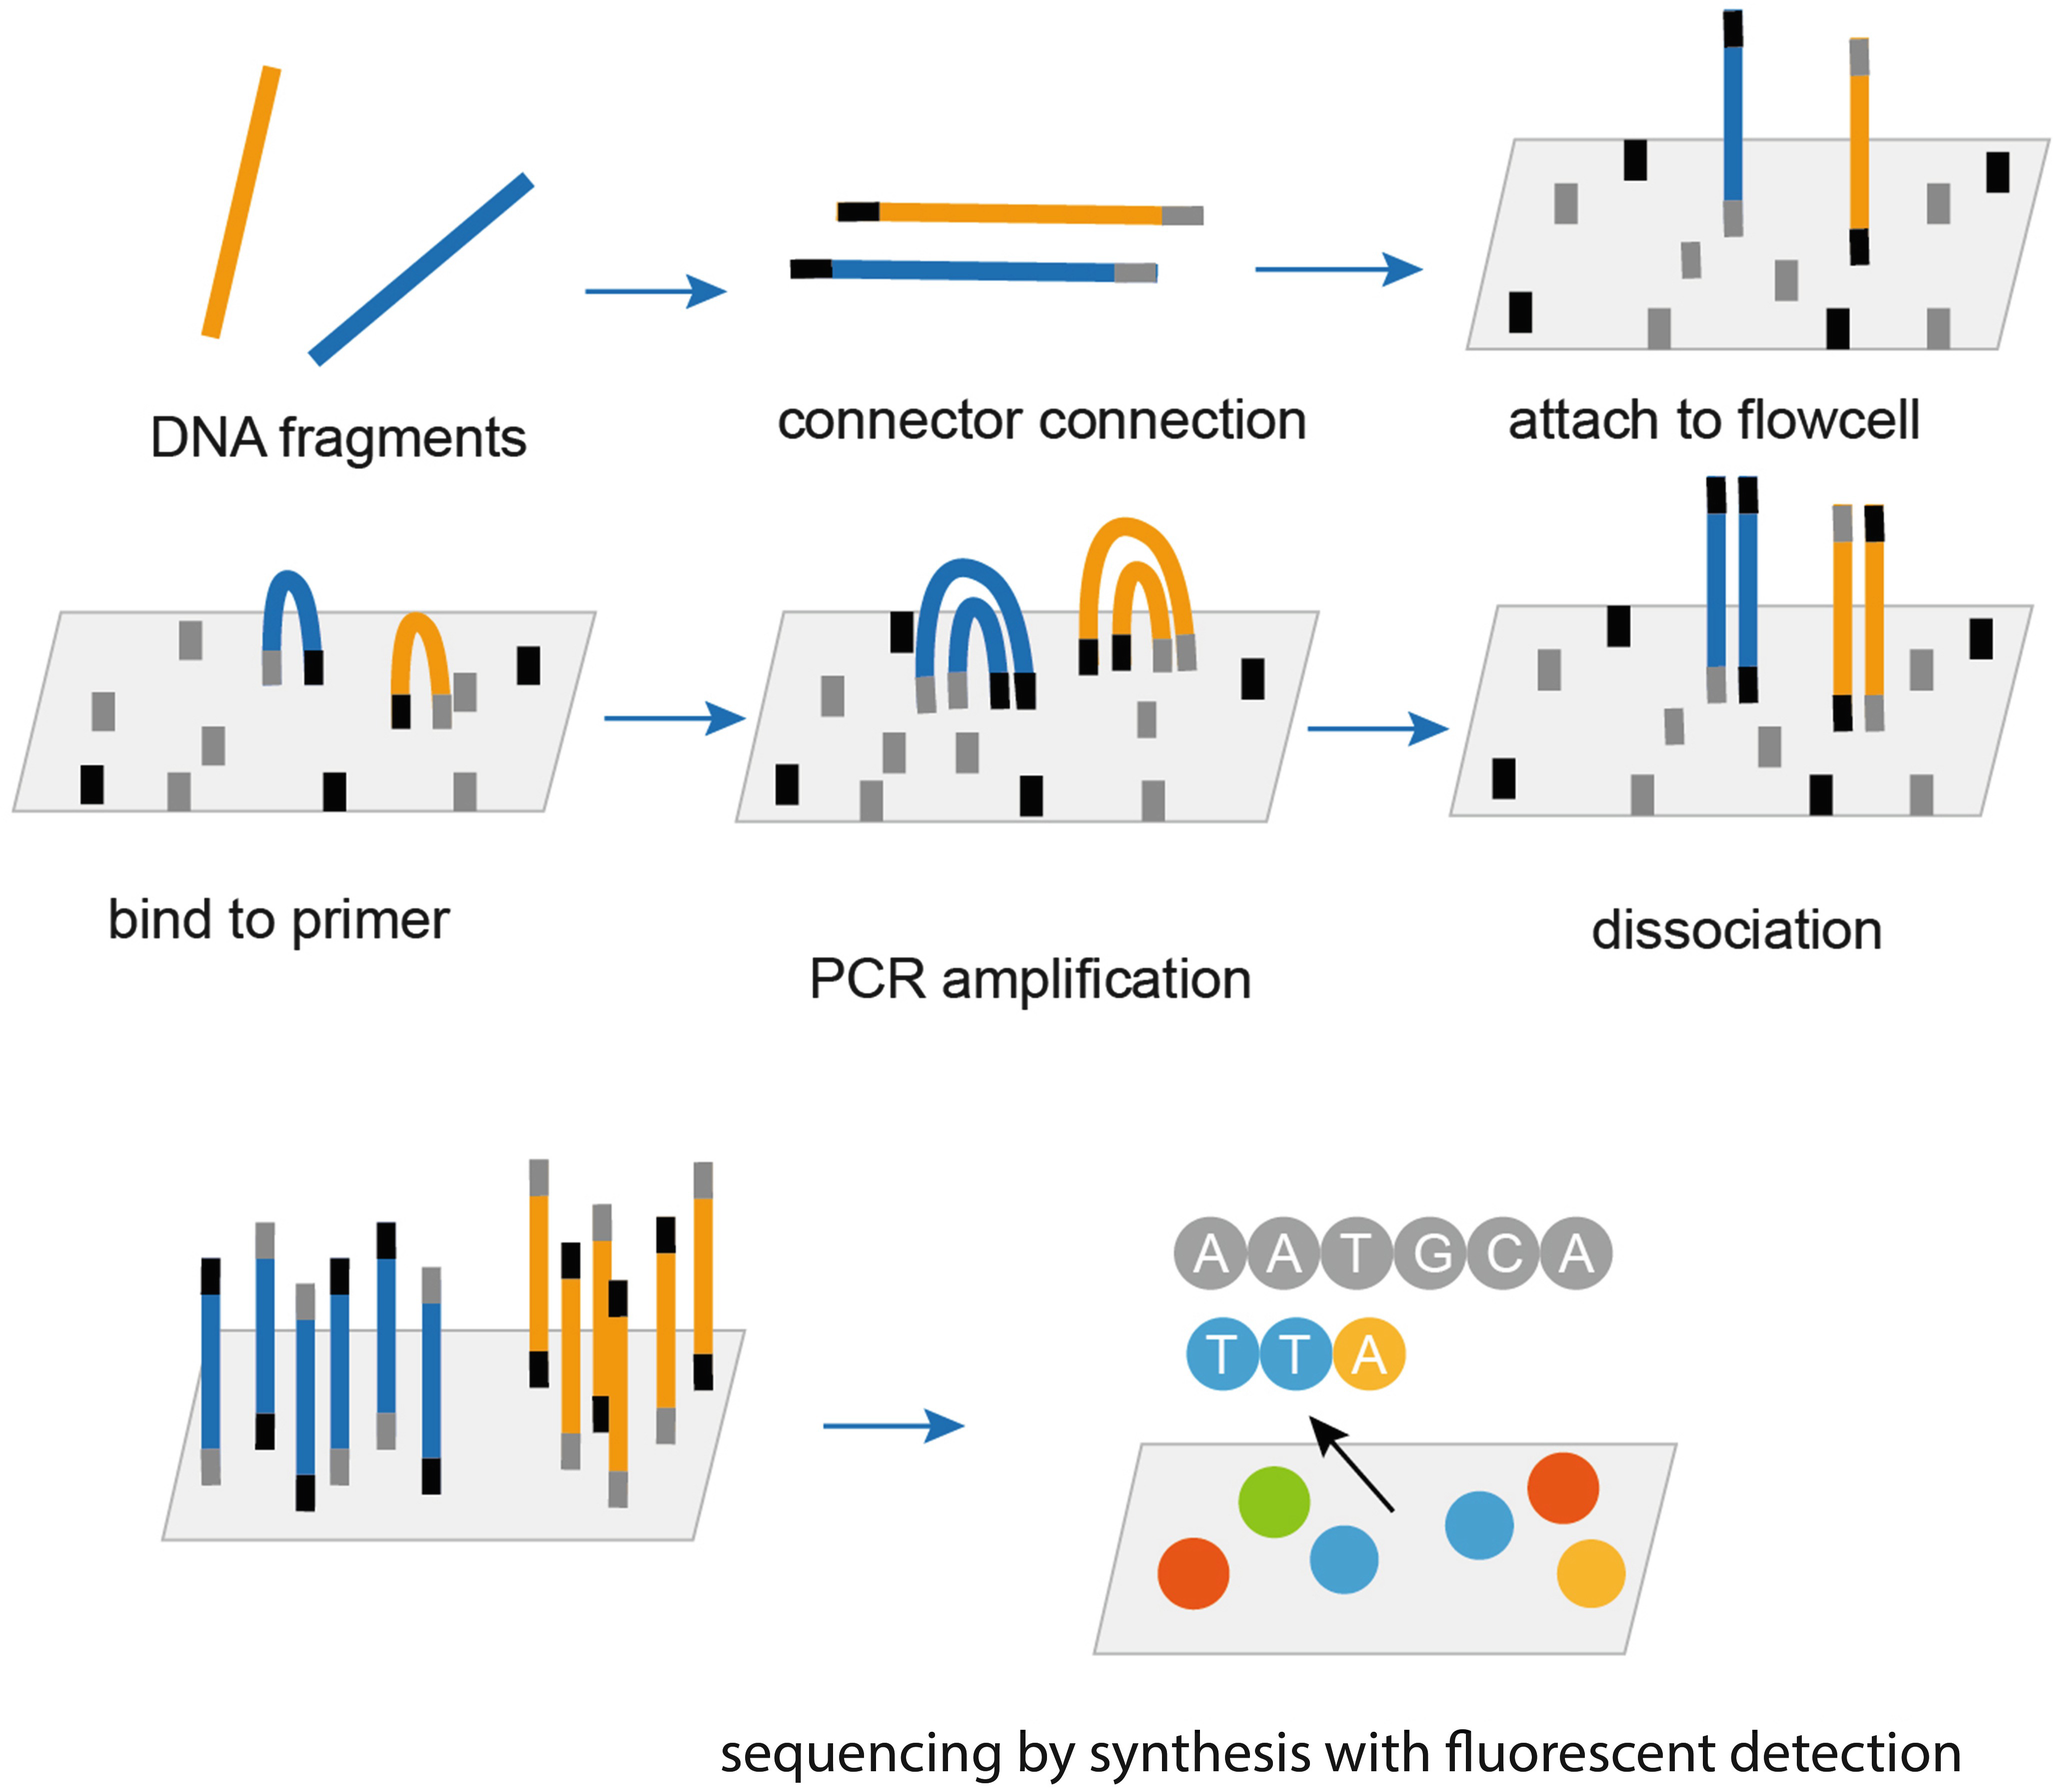 DNA fragments
connector connection
attach to flowcell
bind to primer
PCR amplification
dissociation
A A T G C A
T T A
sequencing by synthesis with fluorescent detection